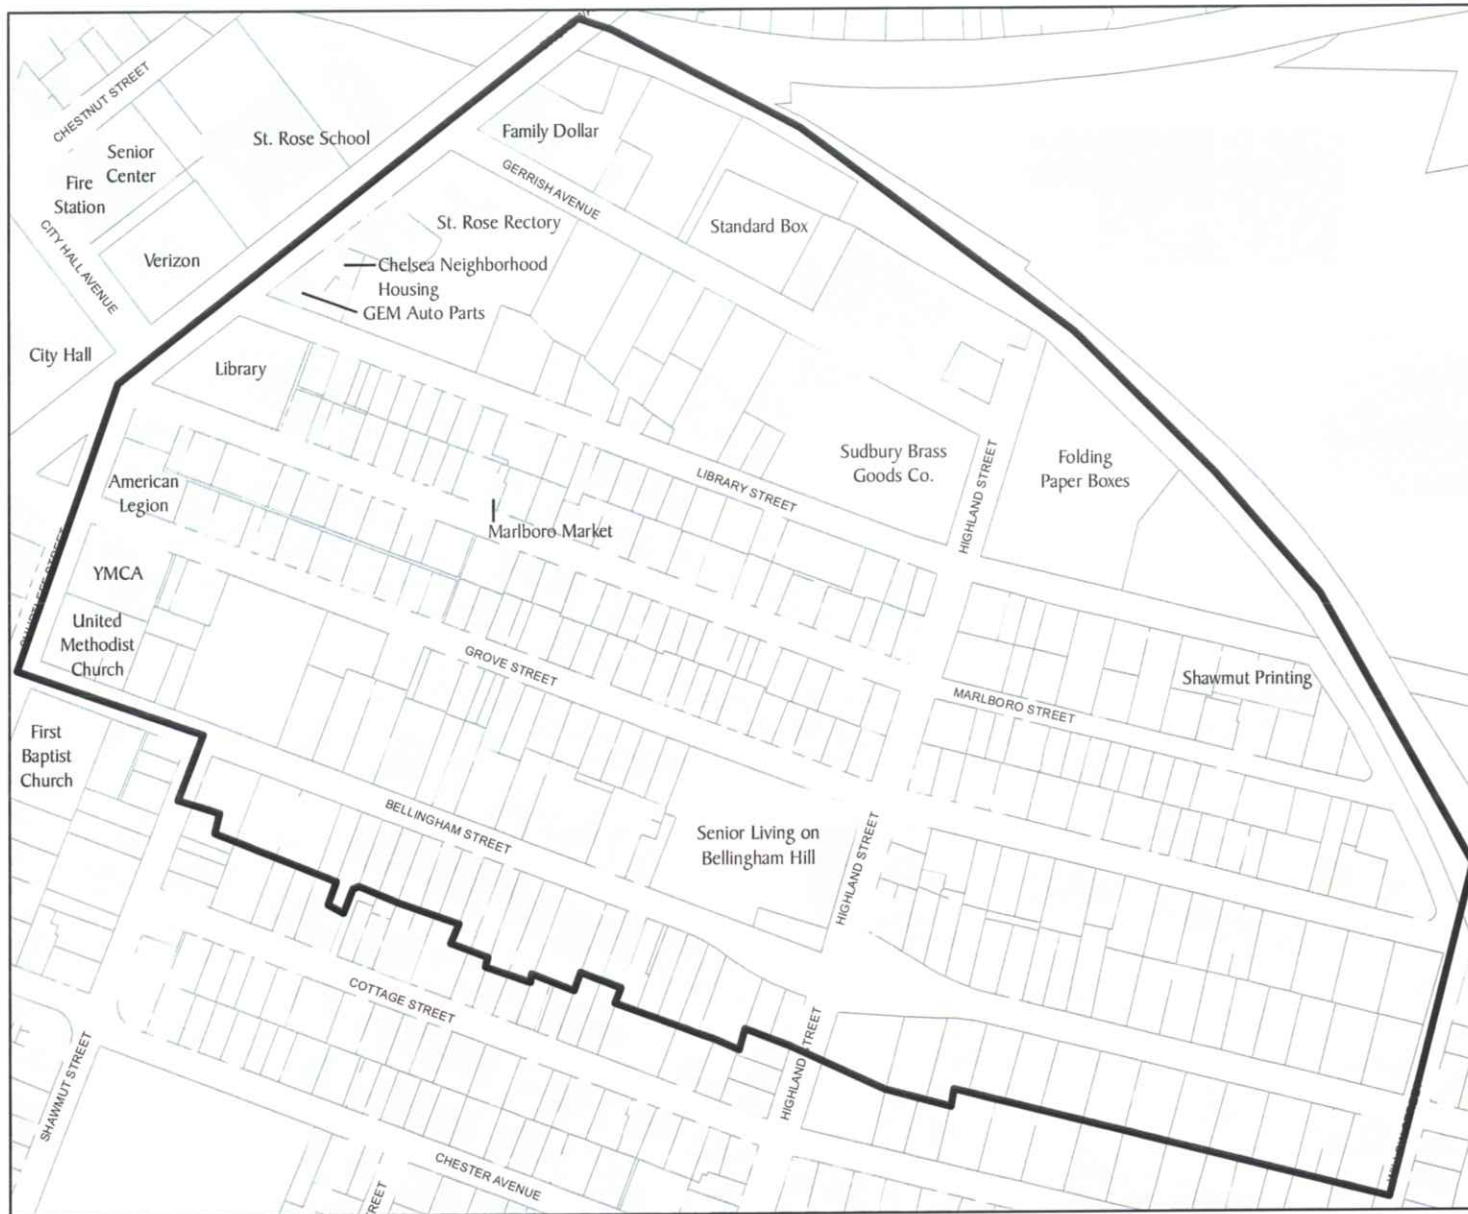 CHESTNUT STREET
St. Rose School
Family Dollar
Senior
Center
Fire
Station
GERRISH AVENUE
St. Rose Rectory
Standard Box
CITY HALL AVENUE
Verizon
Chelsea Neighborhood
Housing
GEM Auto Parts
City Hall
Library
Sudbury Brass
Goods Co.
Folding
Paper Boxes
American
Legion
LIBRARY STREET
HIGHLAND STREET
Marlboro Market
YMCA
United
Methodist
Church
GROVE STREET
Shawmut Printing
MARLBORO STREET
First
Baptist
Church
BELLINGHAM STREET
Senior Living on
Bellingham Hill
HIGHLAND STREET
COTTAGE STREET
HIGHLAND STREET
SHAWMUT STREET
CHESTER AVENUE
REET